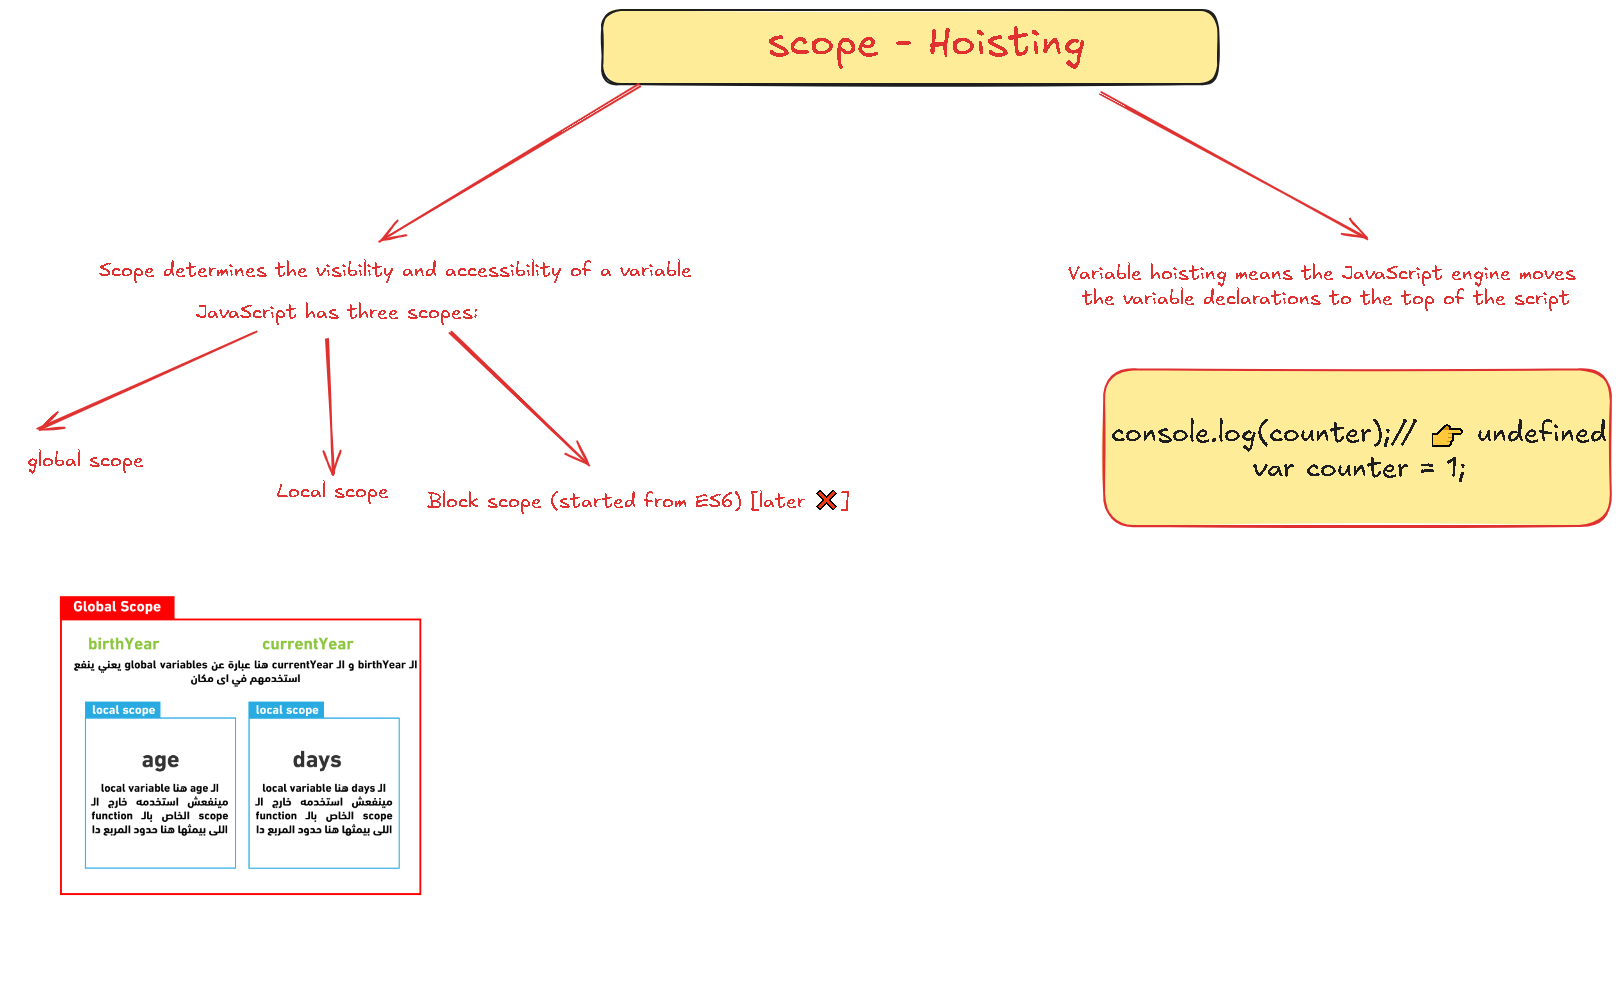 scope - Hoisting
Scope determines the visibility and accessibility of a variable
JavaScript has three scopes:
global scope
Local scope
Block scope (started from ES6) [later ❌]
Variable hoisting means the JavaScript engine moves
the variable declarations to the top of the script
console.log(counter);// 👉 undefined
var counter = 1;
Global Scope
birthYear
currentYear
الـ birthYear و الـ currentYear هنا عبارة عن global variables يعني ينفع
استخدمهم في اى مكان
local scope
age
الـ age هنا local variable
مينفعش استخدمه خارج الـ
scope الخاص بالـ function
اللى بيمثها هنا حدود المربع دا
local scope
days
الـ days هنا local variable
مينفعش استخدمه خارج الـ
scope الخاص بالـ function
اللى بيمثها هنا حدود المربع دا